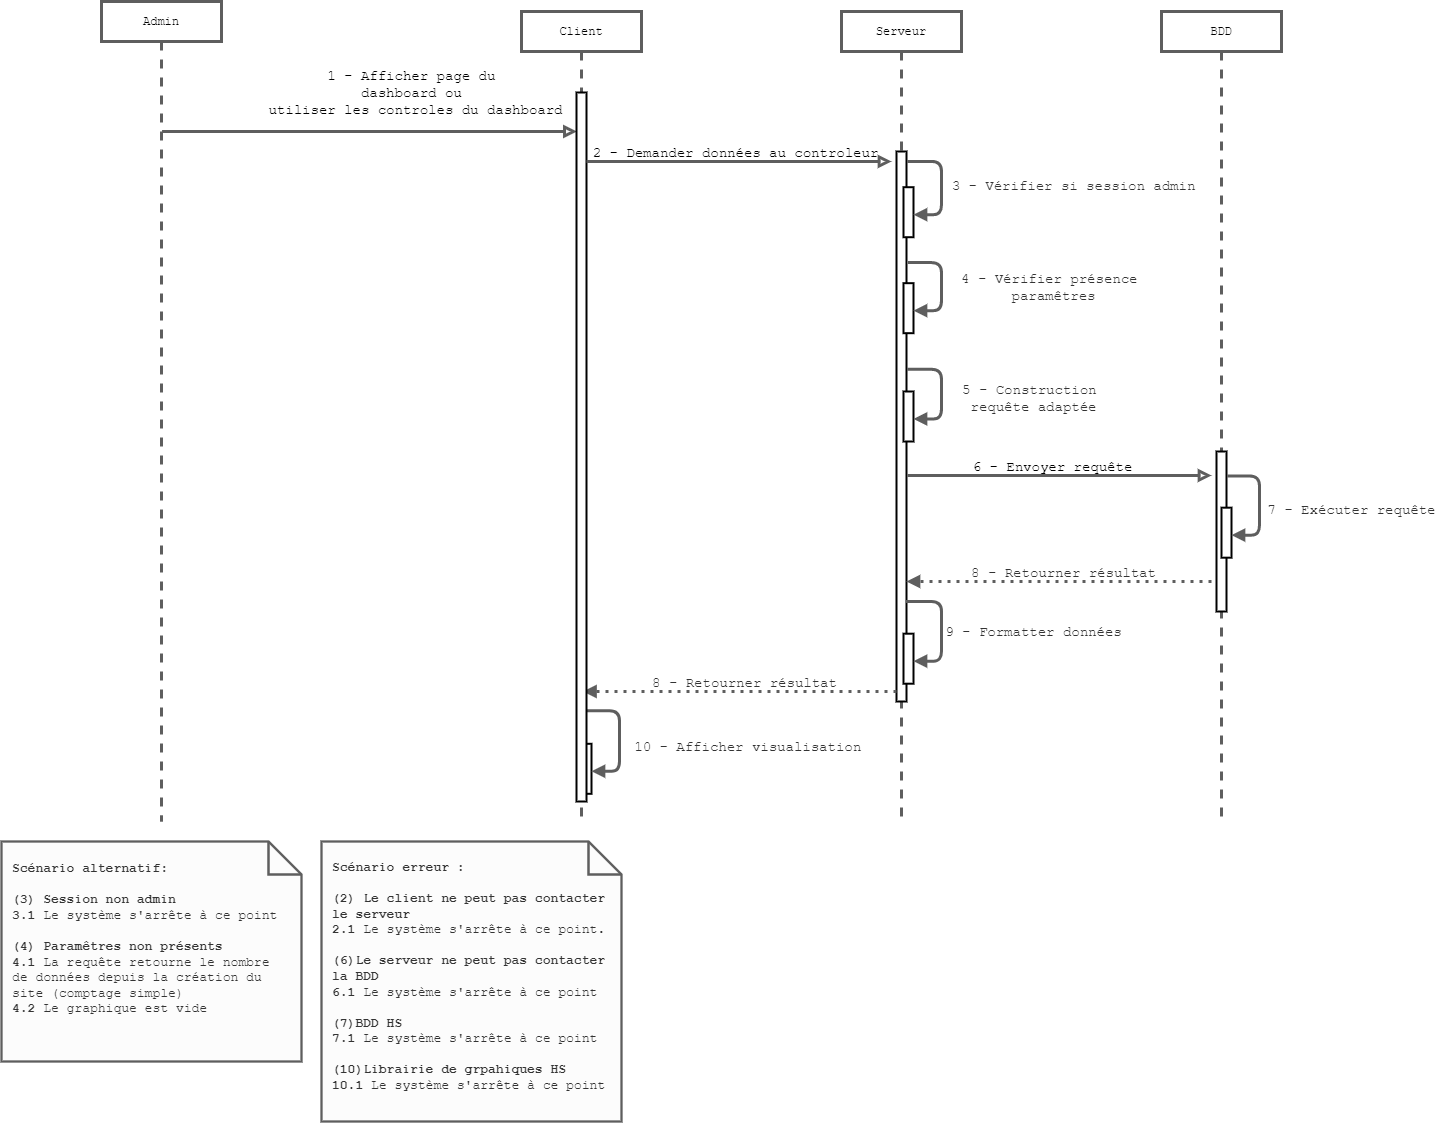 Admin
Client
Serveur
BDD
1 - Afficher page du
dashboard ou
utiliser les controles du dashboard
2 - Demander données au controleur
3 - Vérifier si session admin
4 - Vérifier présence
paramêtres
5 - Construction
requête adaptée
6 - Envoyer requête
7 - Exécuter requête
8 - Retourner résultat
9 - Formatter données
8 - Retourner résultat
10 - Afficher visualisation
Scénario alternatif:
(3) Session non admin
3.1 Le système s'arrête à ce point
(4) Paramêtres non présents
4.1 La requête retourne le nombre
de données depuis la création du
site (comptage simple)
4.2 Le graphique est vide
Scénario erreur :
(2) Le client ne peut pas contacter
le serveur
2.1 Le système s'arrête à ce point.
(6)Le serveur ne peut pas contacter
la BDD
6.1 Le système s'arrête à ce point
(7)BDD HS
7.1 Le système s'arrête à ce point
(10)Librairie de grpahiques HS
10.1 Le système s'arrête à ce point